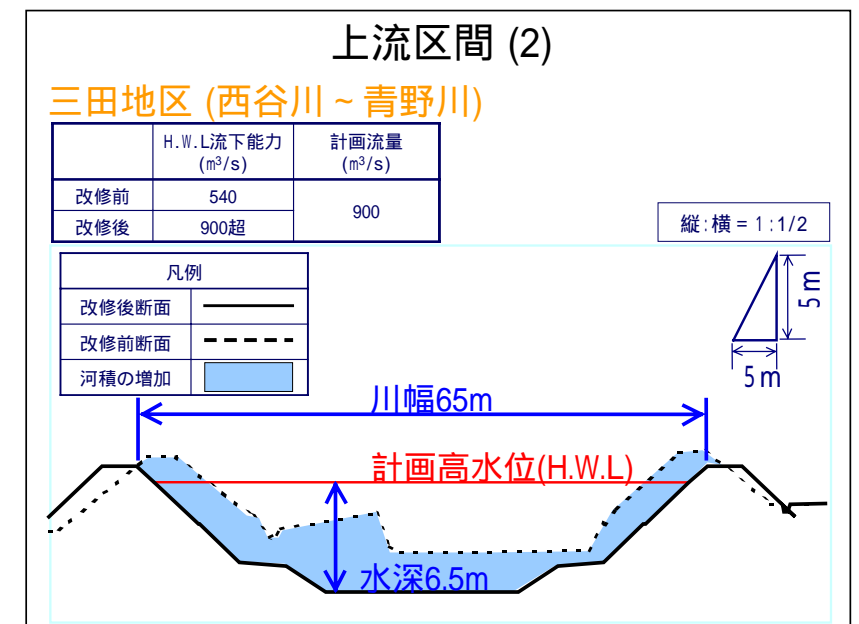 上流区間 (2)
三田地区 (西谷川 ~ 青野川)
H.W.L流下能力 (m³/s) 計画流量 (m³/s)
改修前 540 900
改修後 900超
縦:横 = 1:1/2
凡例
改修後断面
改修前断面
河積の増加
5m
5m
川幅65m
計画高水位(H.W.L)
水深6.5m